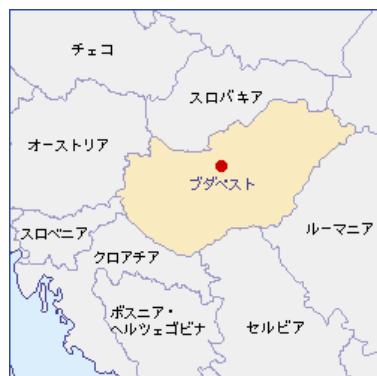 チェコ
スロバキア
オーストリア
ブダペスト
スロベニア
ルーマニア
クロアチア
ボスニア・
ヘルツェゴビナ
セルビア